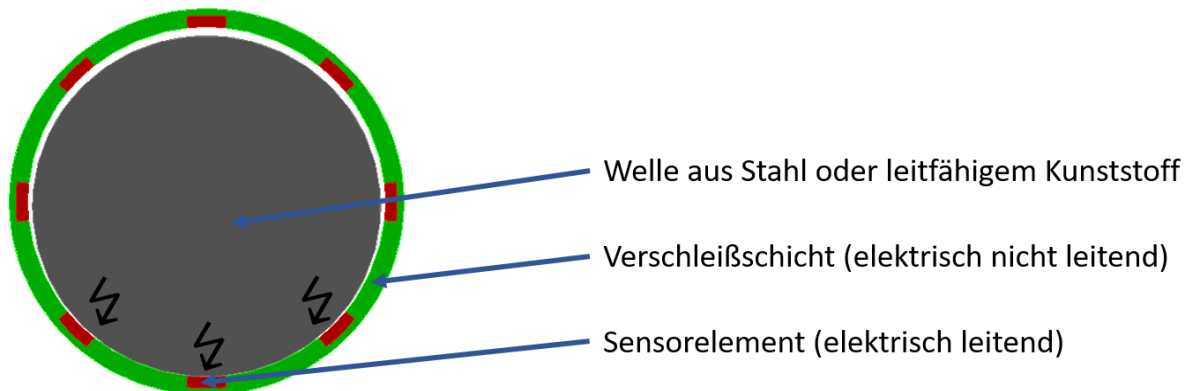 Welle aus Stahl oder leitfähigem Kunststoff
Verschleißschicht (elektrisch nicht leitend)
Sensorelement (elektrisch leitend)